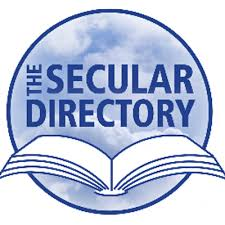 THE SECULAR
DIRECTORY